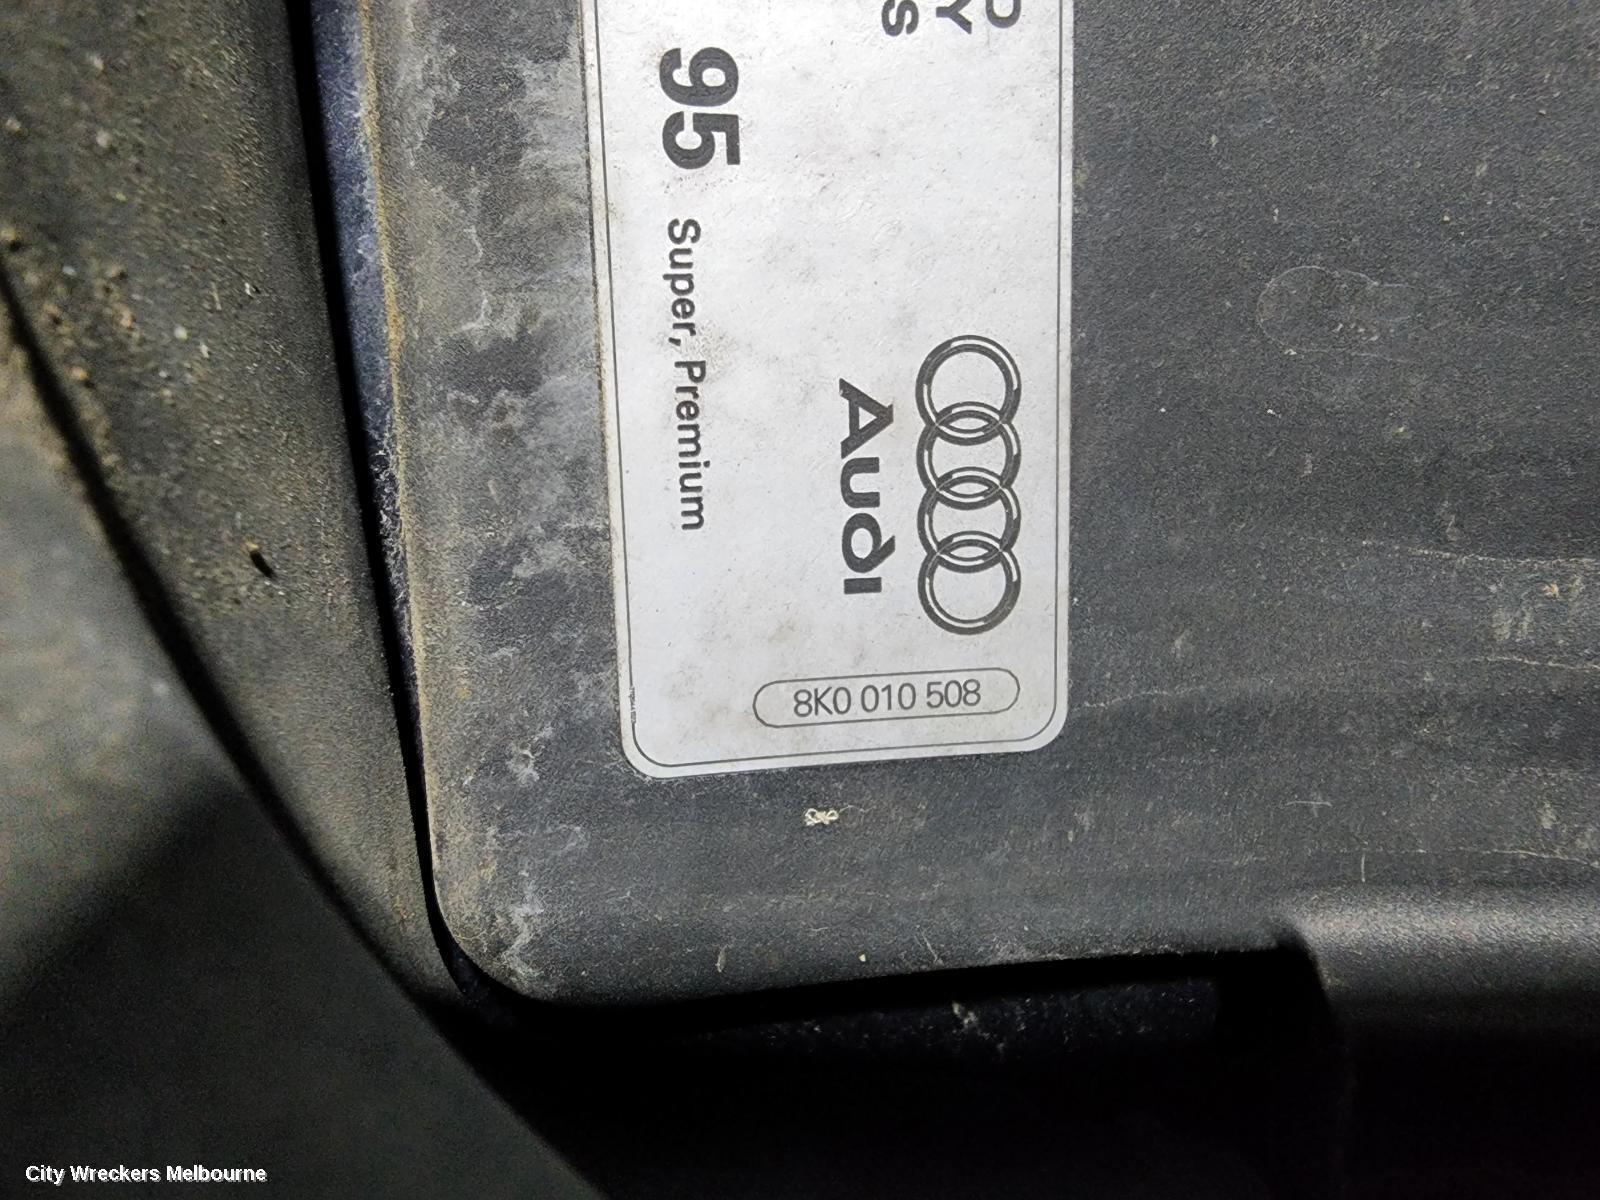 95 Super, Premium
Audi
8K0 010 508
City Wreckers Melbourne